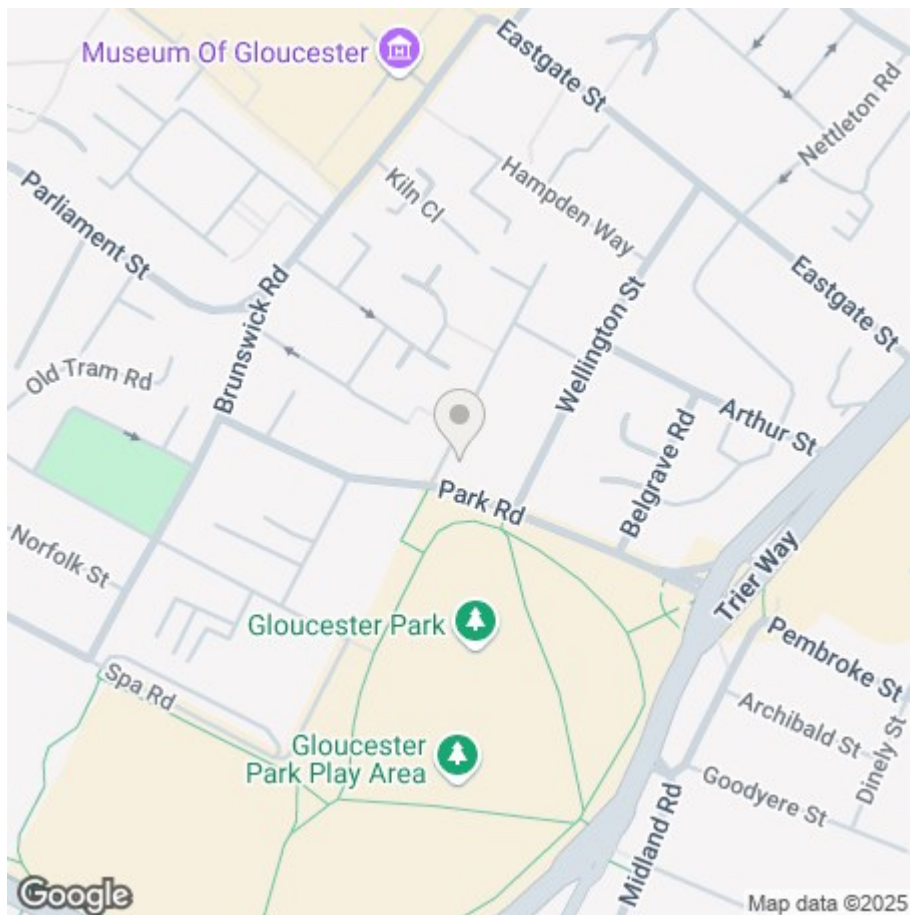 Museum Of Gloucester
Eastgate St
Nettleton Rd
Kiln Cl
Hampden Way
Parliament St
Brunswick Rd
Eastgate St
Wellington St
Old Tram Rd
Arthur St
Belgrave Rd
Park Rd
Norfolk St
Trier Way
Gloucester Park
Pembroke St
Spa Rd
Archibald St
Dinely St
Gloucester
Park Play Area
Goodyere St
Midland Rd
Google
Map data ©2025